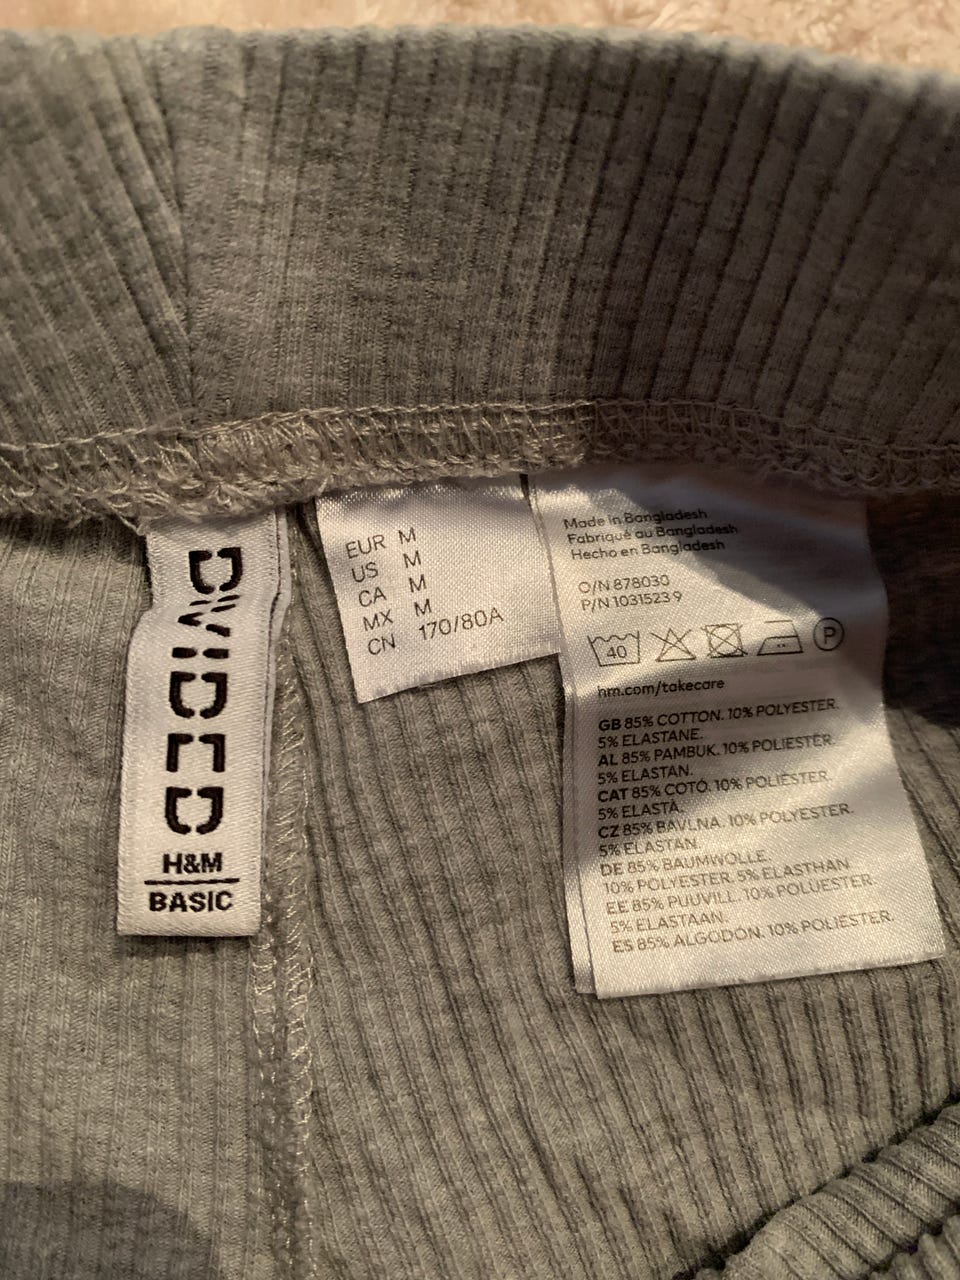 DIVIDED
H&M
BASIC
EUR M
US M
CA M
MX M
CN 170/80A
Made in Bangladesh
Fabriqué au Bangladesh
Hecho en Bangladesh
O/N 878030
P/N 10315239
40 P
hm.com/takecare
GB 85% COTTON. 10% POLYESTER.
5% ELASTANE.
AL 85% PAMBUK. 10% POLIESTËR.
5% ELASTAN.
CAT 85% COTÓ. 10% POLIÈSTER.
5% ELASTÀ.
CZ 85% BAVLNA. 10% POLYESTER.
5% ELASTAN.
DE 85% BAUMWOLLE.
10% POLYESTER. 5% ELASTHAN
EE 85% PUUVILL. 10% POLÜESTER.
5% ELASTAAN.
ES 85% ALGODÓN. 10% POLIÉSTER.